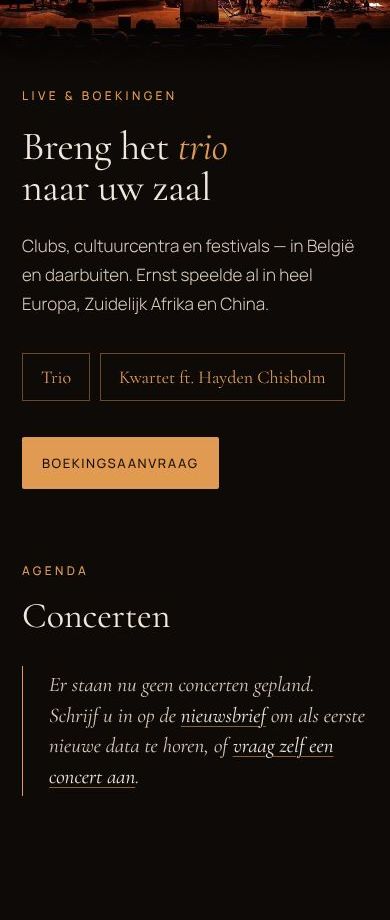 LIVE & BOEKINGEN
Breng het trio
naar uw zaal
Clubs, cultuurcentra en festivals — in België
en daarbuiten. Ernst speelde al in heel
Europa, Zuidelijk Afrika en China.
Trio
Kwartet ft. Hayden Chisholm
BOEKINGSAANVRAAG
AGENDA
Concerten
Er staan nu geen concerten gepland.
Schrijf u in op de nieuwsbrief om als eerste
nieuwe data te horen, of vraag zelf een
concert aan.